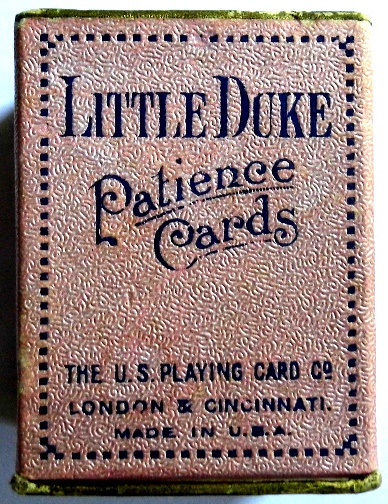 LITTLE DUKE
Patience
Cards
THE U.S. PLAYING CARD CO
LONDON & CINCINNATI.
MADE IN U.S.A.